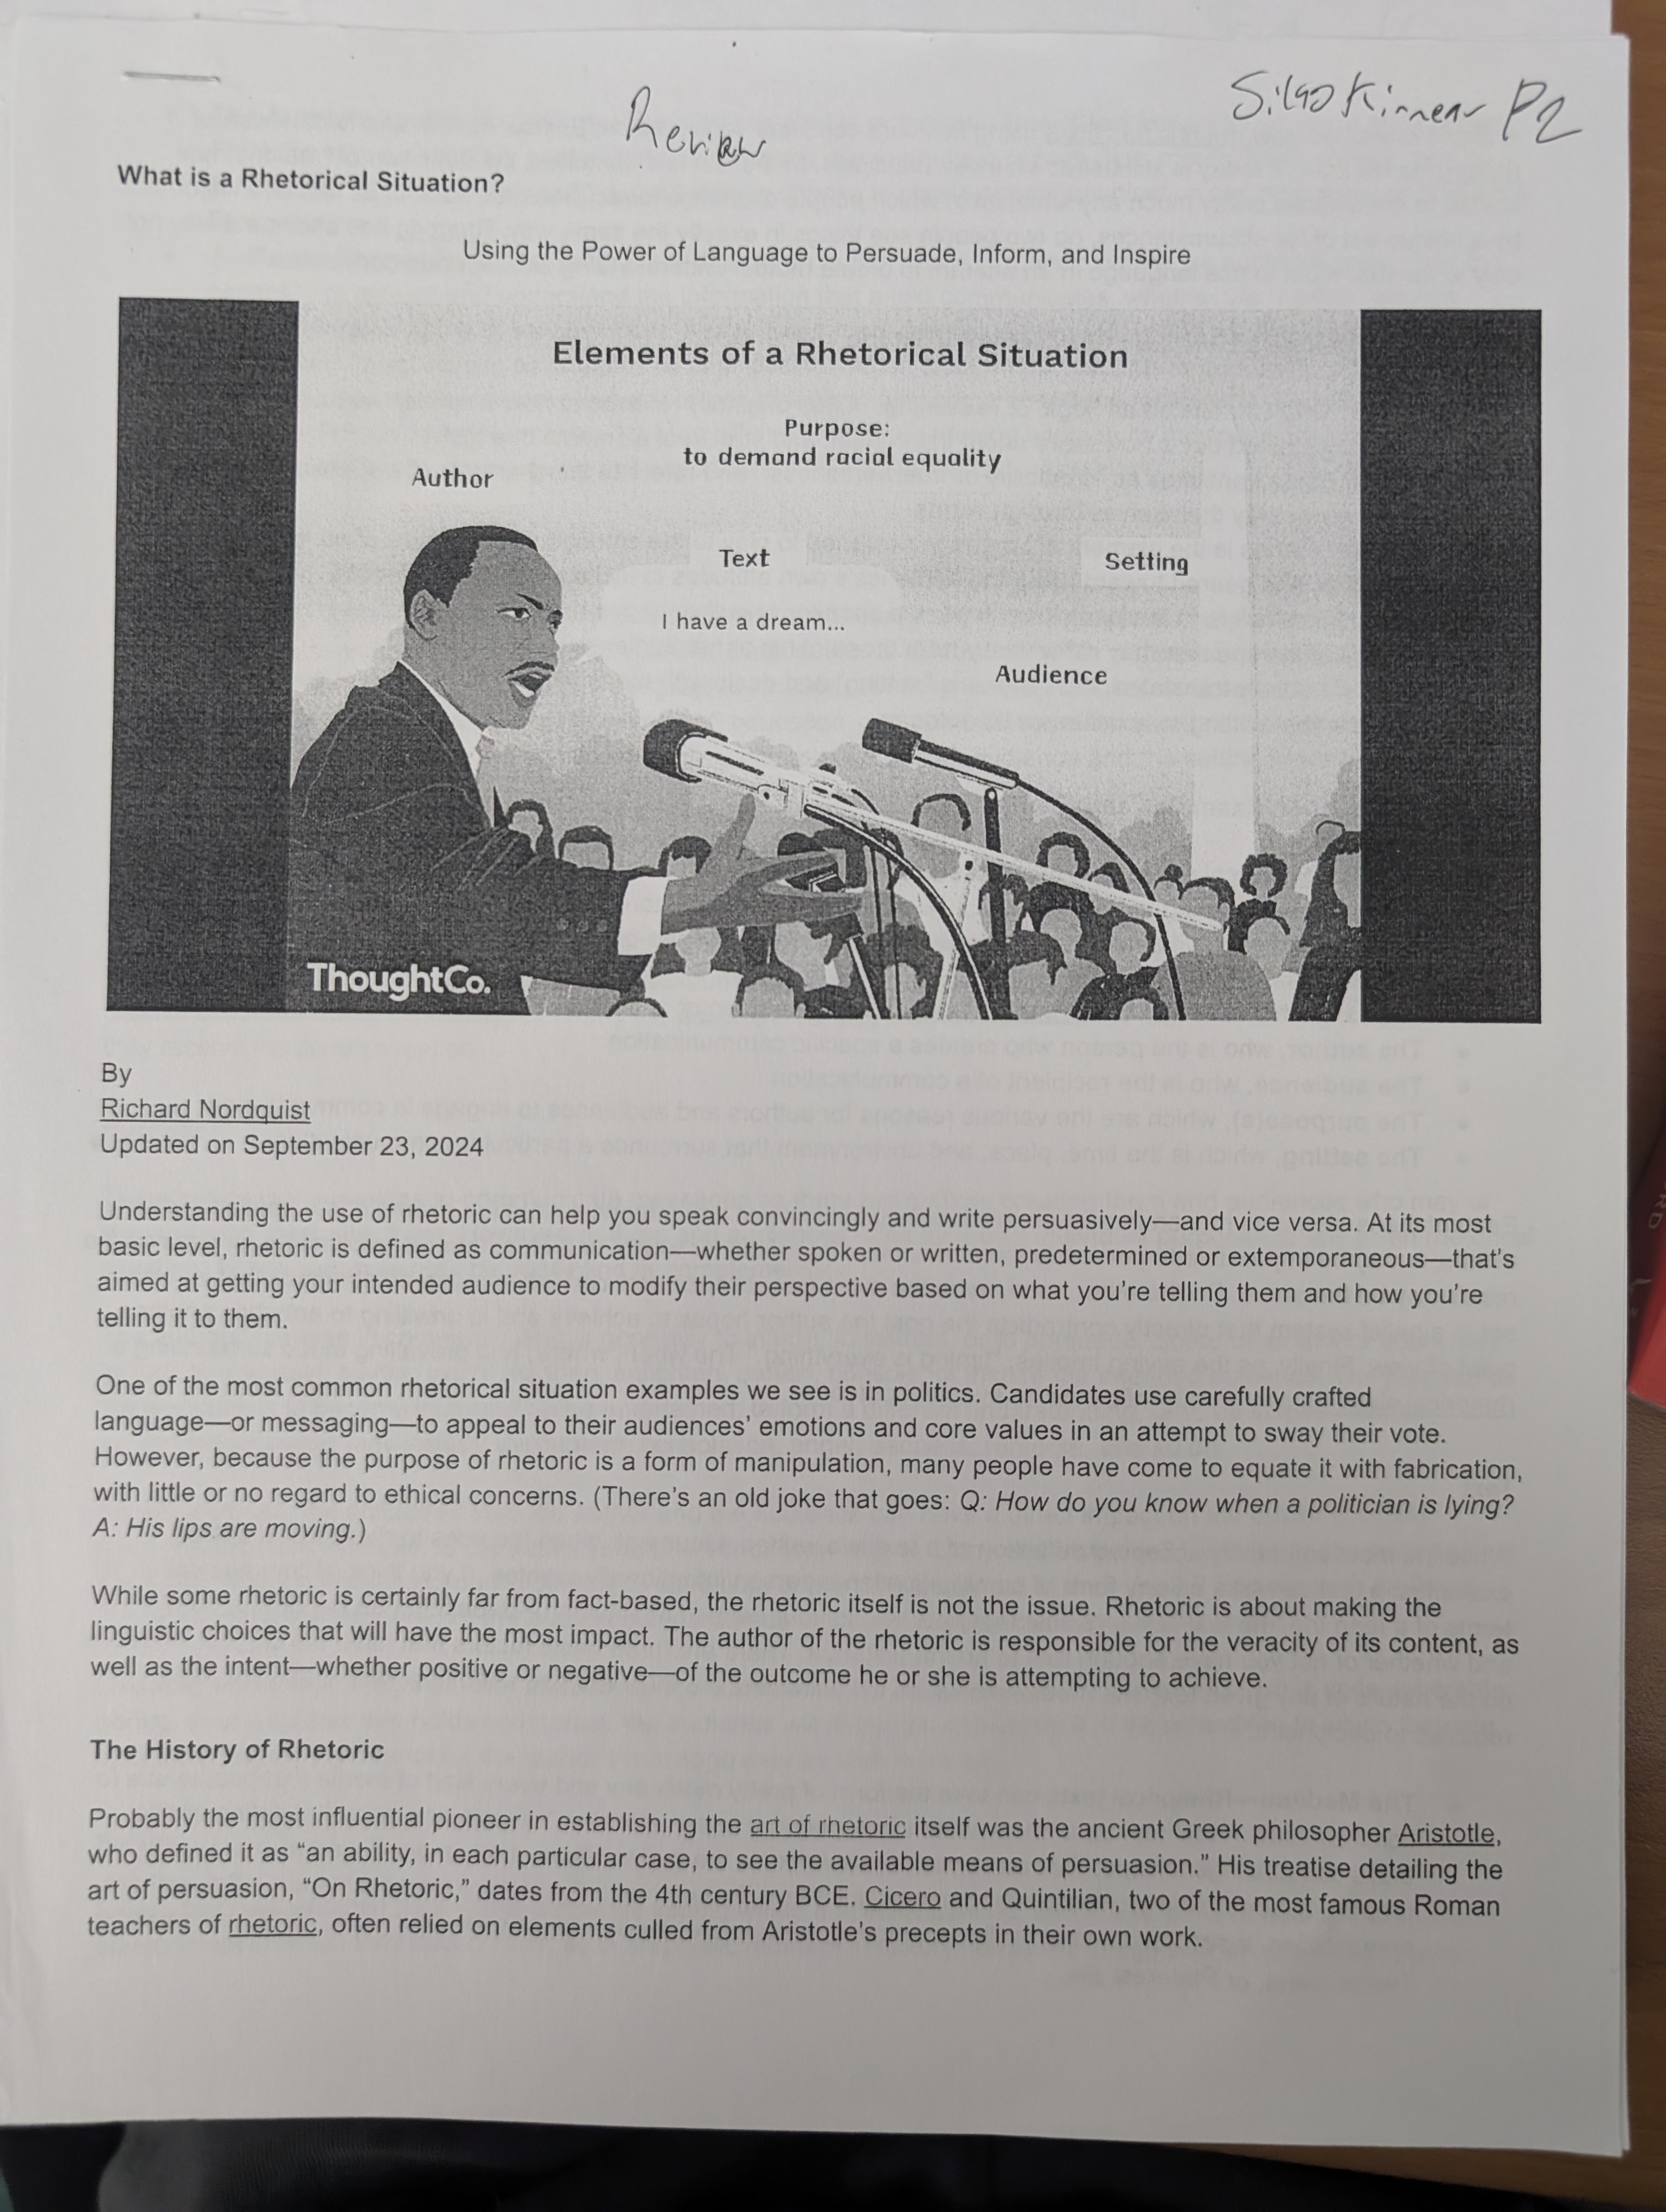 Review
Silas Kinnear P2
What is a Rhetorical Situation?
Using the Power of Language to Persuade, Inform, and Inspire
Elements of a Rhetorical Situation
Purpose:
to demand racial equality
Author
Text
Setting
I have a dream...
Audience
ThoughtCo.
By
Richard Nordquist
Updated on September 23, 2024
Understanding the use of rhetoric can help you speak convincingly and write persuasively—and vice versa. At its most
basic level, rhetoric is defined as communication—whether spoken or written, predetermined or extemporaneous—that's
aimed at getting your intended audience to modify their perspective based on what you're telling them and how you're
telling it to them.
One of the most common rhetorical situation examples we see is in politics. Candidates use carefully crafted
language—or messaging—to appeal to their audiences' emotions and core values in an attempt to sway their vote.
However, because the purpose of rhetoric is a form of manipulation, many people have come to equate it with fabrication,
with little or no regard to ethical concerns. (There's an old joke that goes: Q: How do you know when a politician is lying?
A: His lips are moving.)
While some rhetoric is certainly far from fact-based, the rhetoric itself is not the issue. Rhetoric is about making the
linguistic choices that will have the most impact. The author of the rhetoric is responsible for the veracity of its content, as
well as the intent—whether positive or negative—of the outcome he or she is attempting to achieve.
The History of Rhetoric
Probably the most influential pioneer in establishing the art of rhetoric itself was the ancient Greek philosopher Aristotle,
who defined it as “an ability, in each particular case, to see the available means of persuasion.” His treatise detailing the
art of persuasion, “On Rhetoric,” dates from the 4th century BCE. Cicero and Quintilian, two of the most famous Roman
teachers of rhetoric, often relied on elements culled from Aristotle's precepts in their own work.